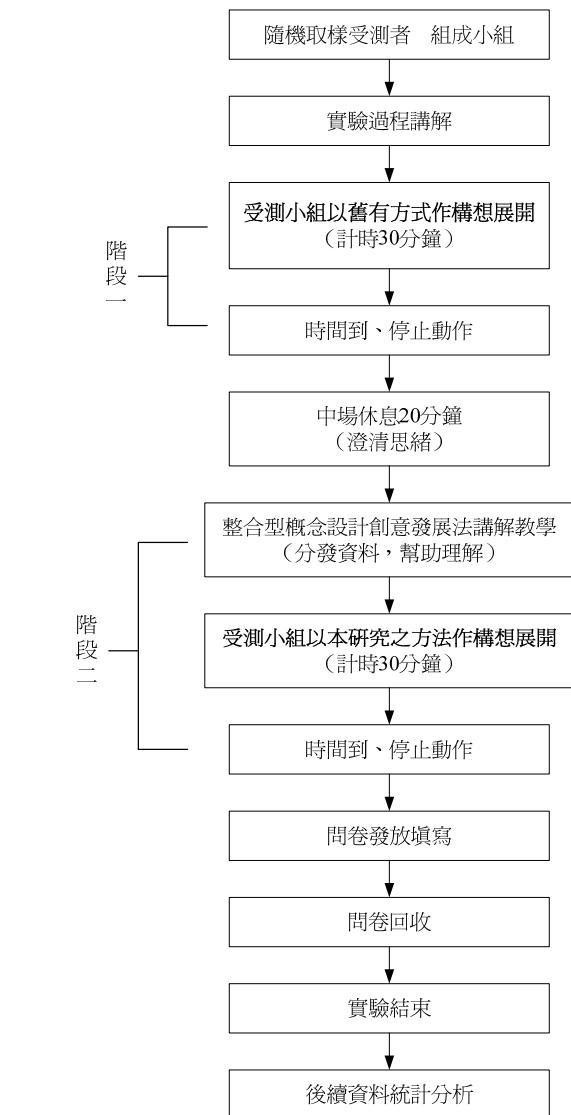 隨機取樣受測者　組成小組
實驗過程講解
受測小組以舊有方式作構想展開
（計時30分鐘）
階段一
時間到、停止動作
中場休息20分鐘
（澄清思緒）
整合型概念設計創意發展法講解教學
（分發資料，幫助理解）
階段二
受測小組以本研究之方法作構想展開
（計時30分鐘）
時間到、停止動作
問卷發放填寫
問卷回收
實驗結束
後續資料統計分析